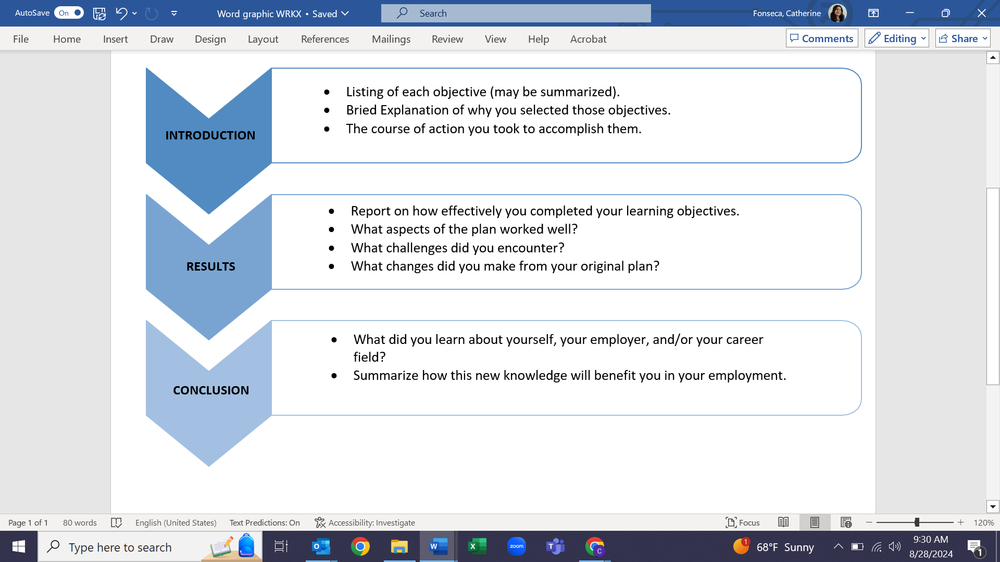 AutoSave On Word graphic WRKX • Saved Search Fonseca, Catherine
File Home Insert Draw Design Layout References Mailings Review View Help Acrobat Comments Editing Share
INTRODUCTION
• Listing of each objective (may be summarized).
• Bried Explanation of why you selected those objectives.
• The course of action you took to accomplish them.
RESULTS
• Report on how effectively you completed your learning objectives.
• What aspects of the plan worked well?
• What challenges did you encounter?
• What changes did you make from your original plan?
CONCLUSION
• What did you learn about yourself, your employer, and/or your career
field?
• Summarize how this new knowledge will benefit you in your employment.
Page 1 of 1 80 words English (United States) Text Predictions: On Accessibility: Investigate Focus 120%
Type here to search O W X zoom T C 1 68°F Sunny 9:30 AM
8/28/2024 1